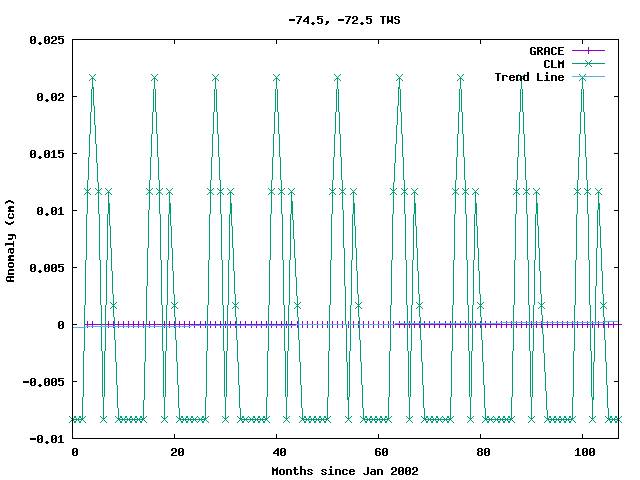 -74.5, -72.5 TWS
GRACE
CLM
Trend Line
0.025
0.02
0.015
0.01
0.005
0
-0.005
-0.01
Anomaly (cm)
0 20 40 60 80 100
Months since Jan 2002